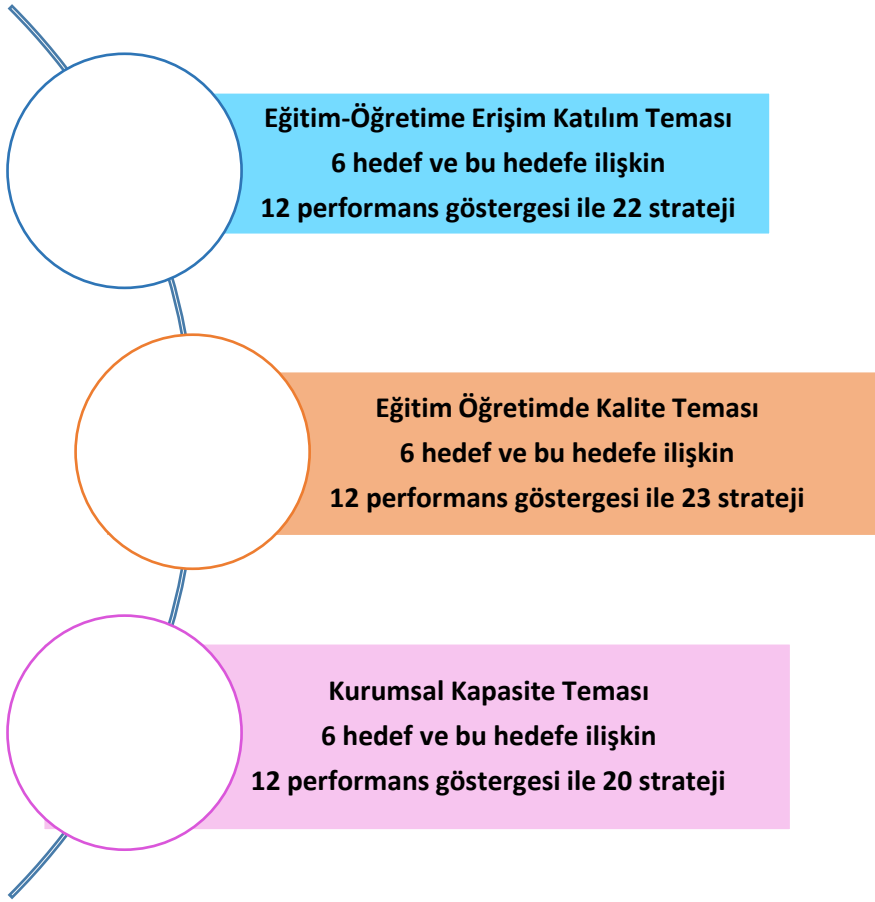 Eğitim-Öğretime Erişim Katılım Teması
6 hedef ve bu hedefe ilişkin
12 performans göstergesi ile 22 strateji
Eğitim Öğretimde Kalite Teması
6 hedef ve bu hedefe ilişkin
12 performans göstergesi ile 23 strateji
Kurumsal Kapasite Teması
6 hedef ve bu hedefe ilişkin
12 performans göstergesi ile 20 strateji